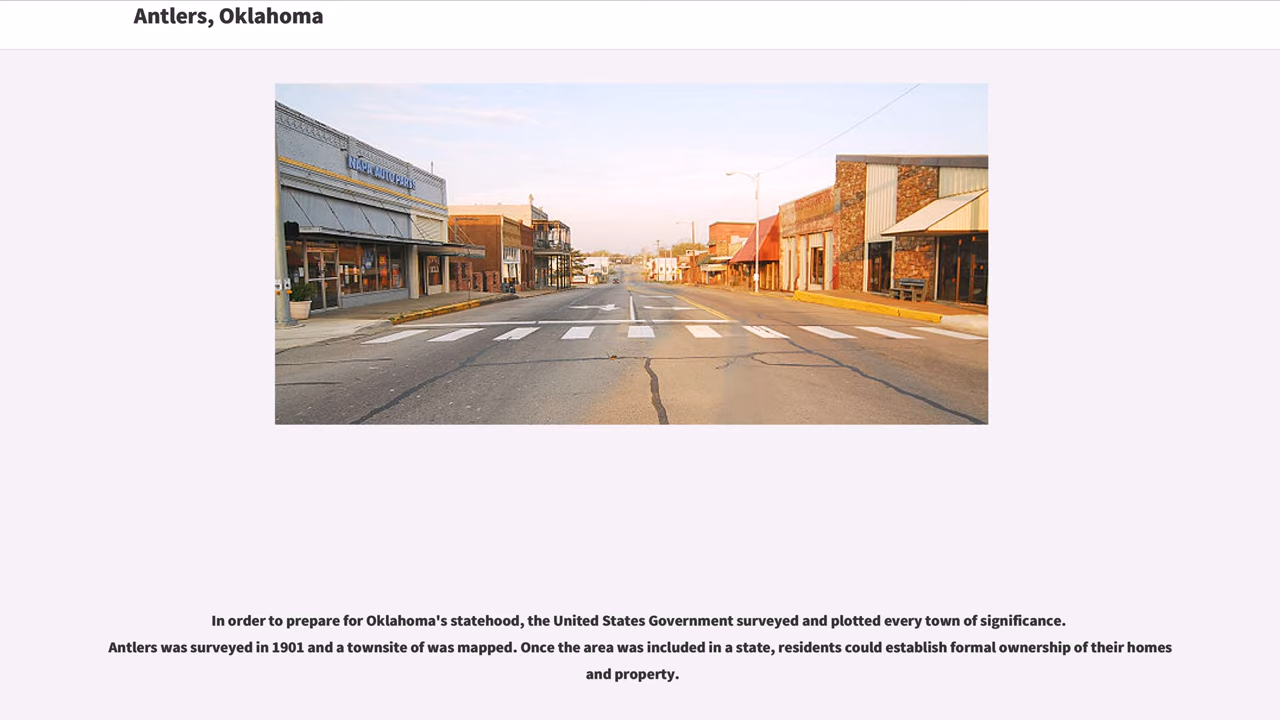 Antlers, Oklahoma
NAPA AUTO PARTS
In order to prepare for Oklahoma's statehood, the United States Government surveyed and plotted every town of significance.
Antlers was surveyed in 1901 and a townsite of was mapped. Once the area was included in a state, residents could establish formal ownership of their homes
and property.